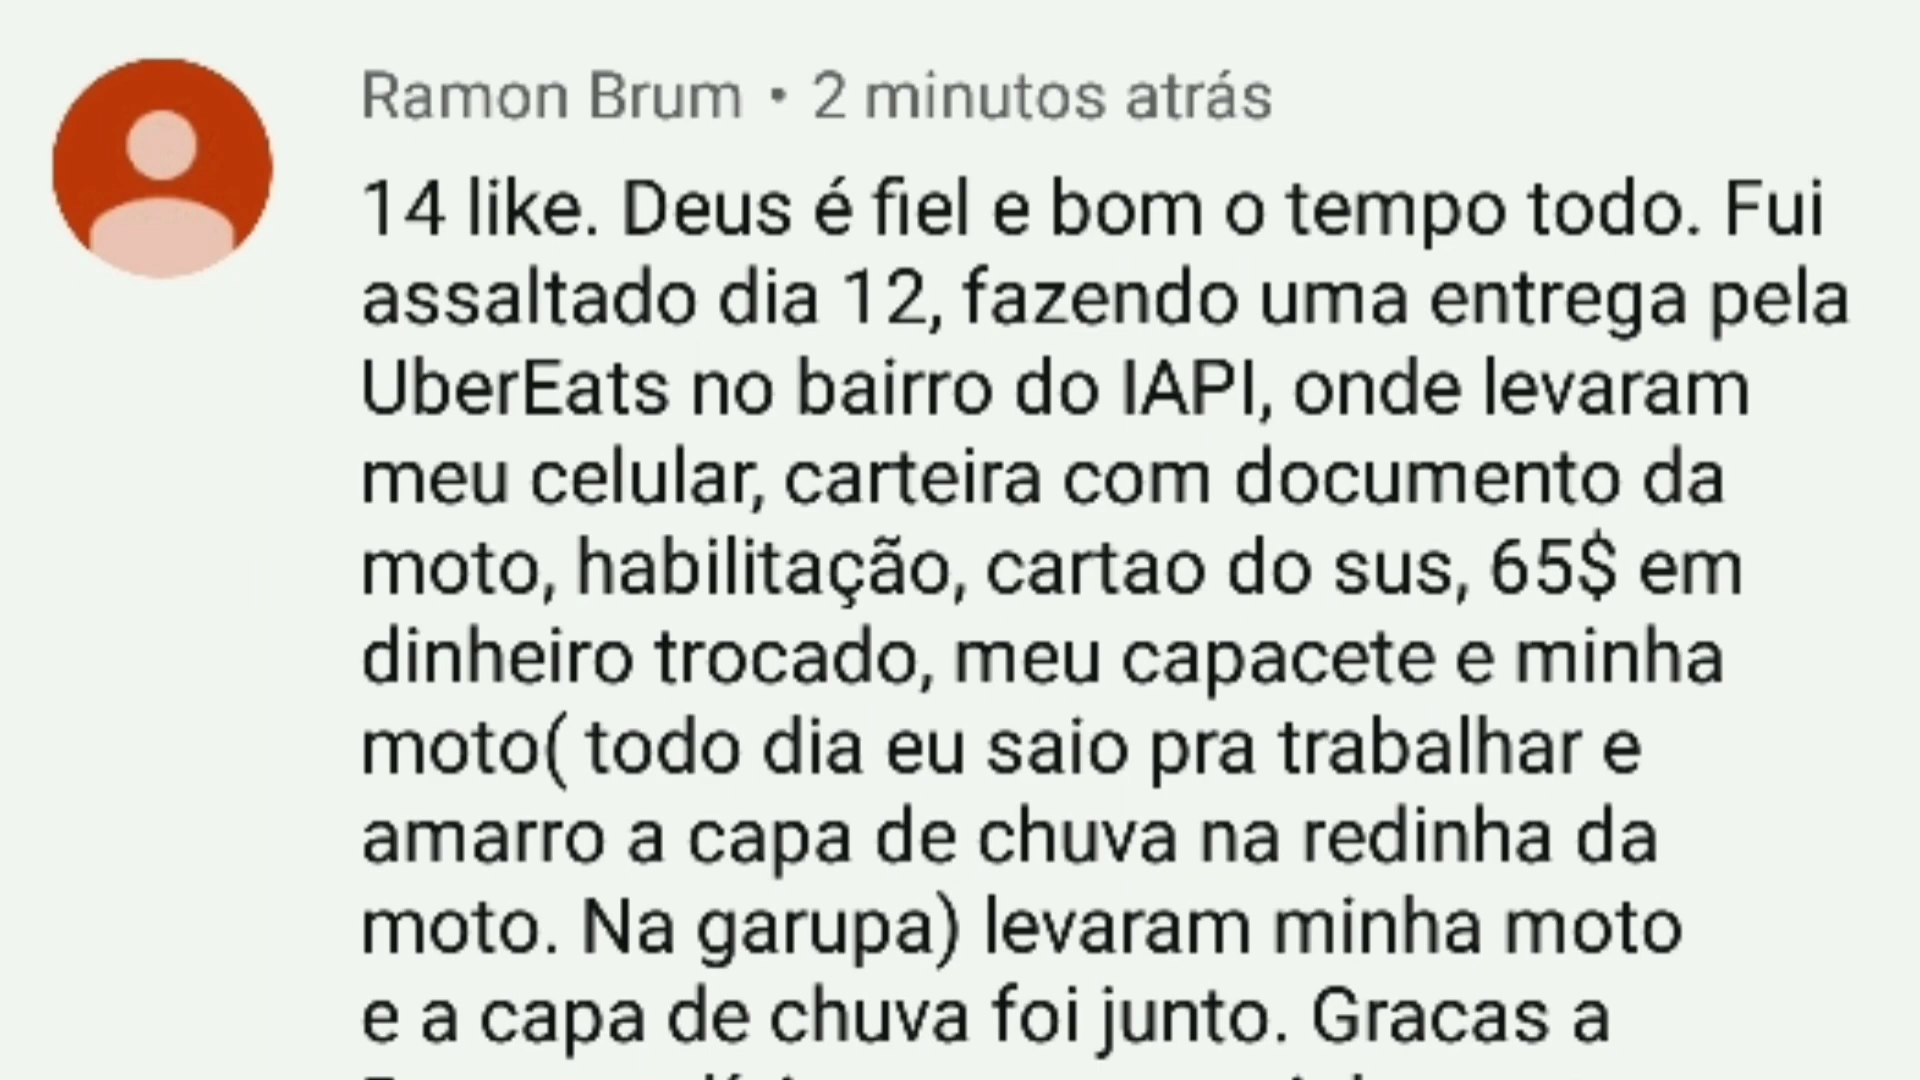 Ramon Brum • 2 minutos atrás
14 like. Deus é fiel e bom o tempo todo. Fui
assaltado dia 12, fazendo uma entrega pela
UberEats no bairro do IAPI, onde levaram
meu celular, carteira com documento da
moto, habilitação, cartao do sus, 65$ em
dinheiro trocado, meu capacete e minha
moto( todo dia eu saio pra trabalhar e
amarro a capa de chuva na redinha da
moto. Na garupa) levaram minha moto
e a capa de chuva foi junto. Gracas a